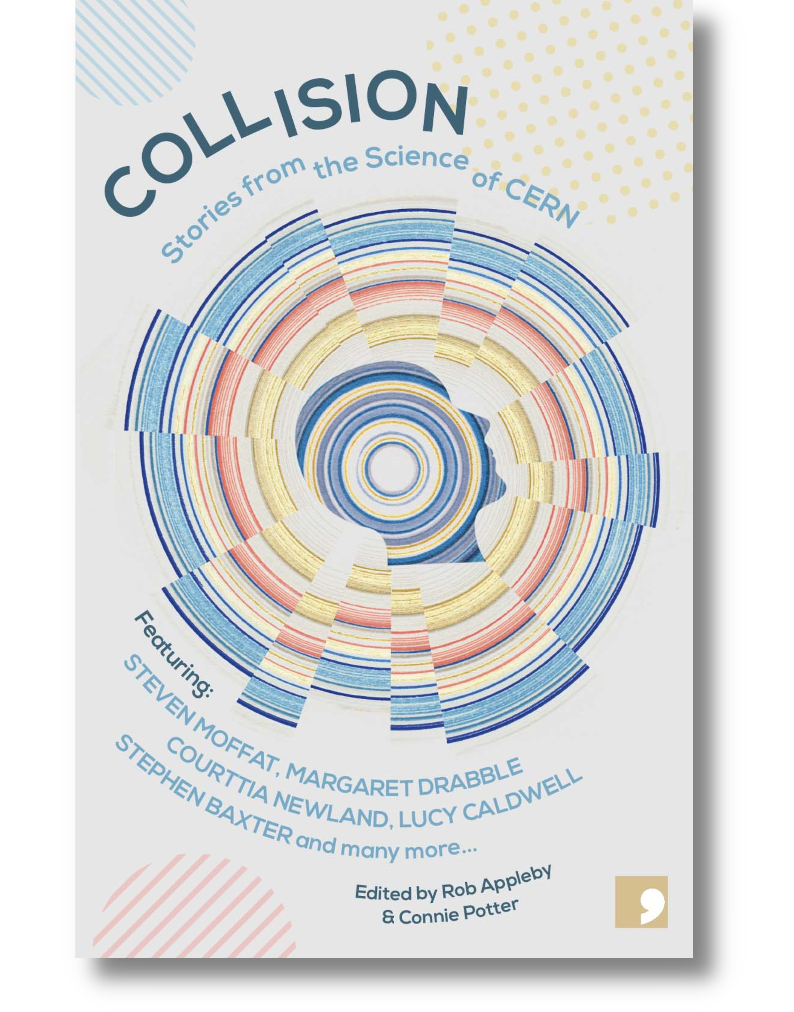 COLLISION
Stories from the Science of CERN
Featuring:
STEVEN MOFFAT, MARGARET DRABBLE
COURTTIA NEWLAND, LUCY CALDWELL
STEPHEN BAXTER and many more...
Edited by Rob Appleby
& Connie Potter